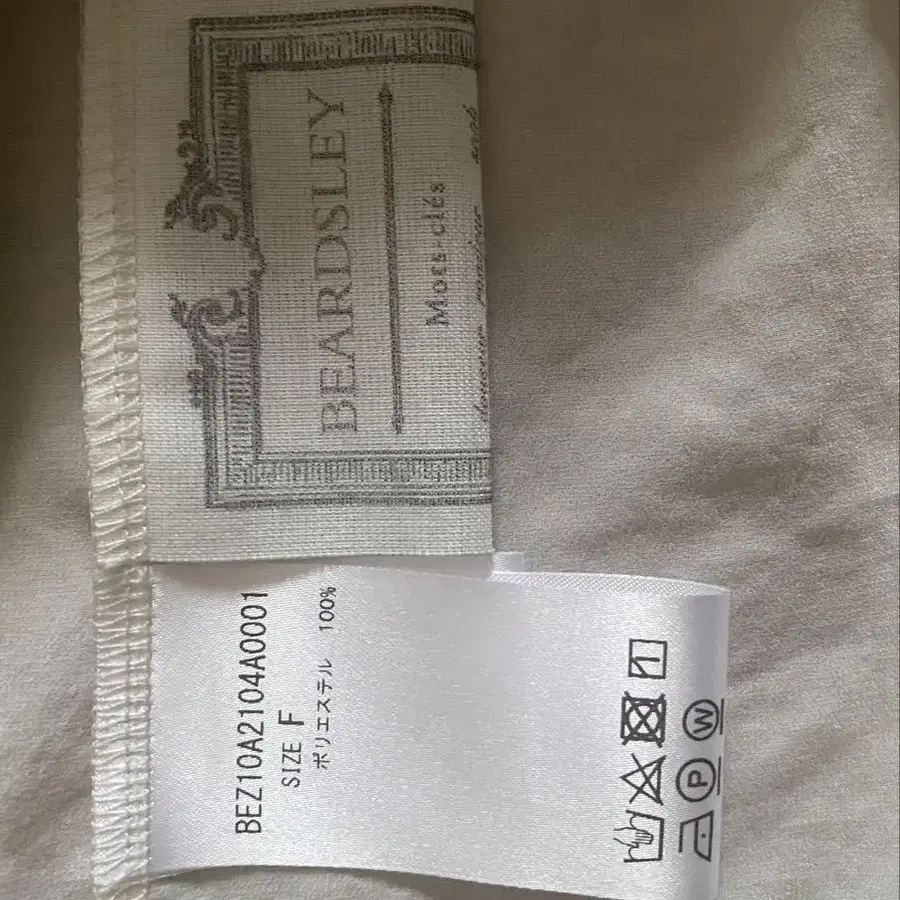 BEARDSLEY
Mots-clés
BEZ10A2104A0001
SIZE F
ポリエステル 100%
P W